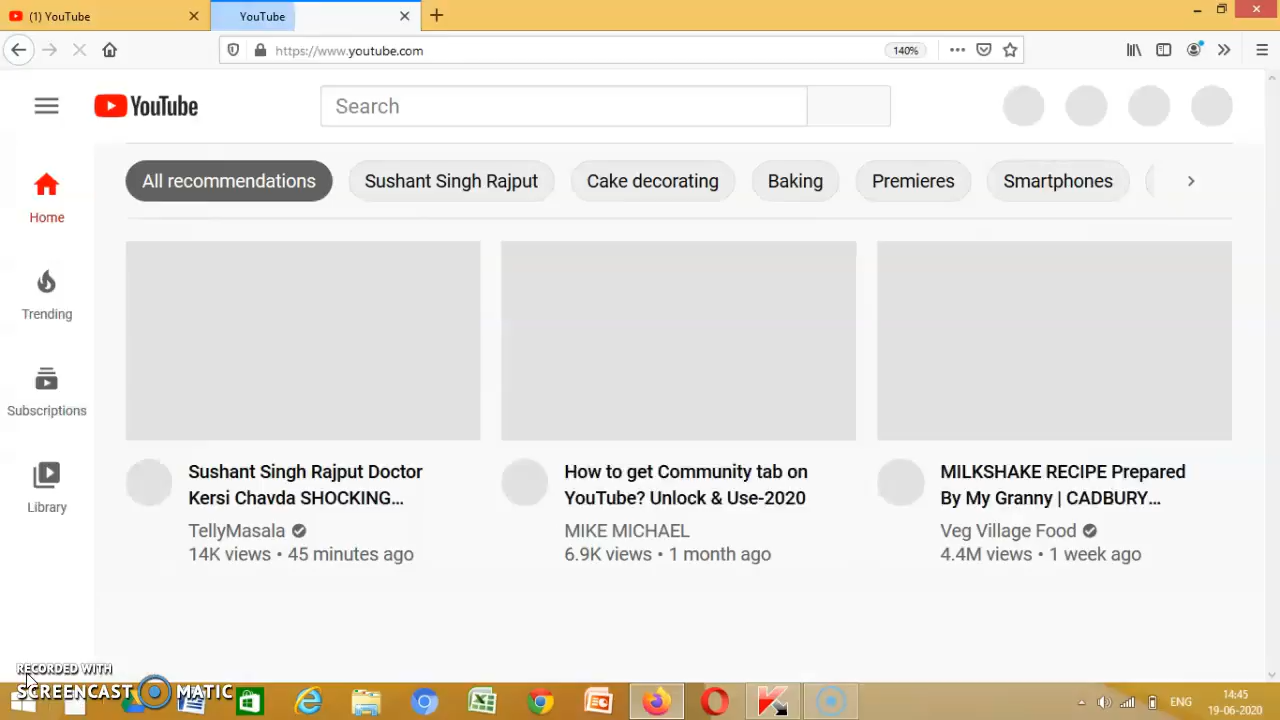 (1) YouTube
YouTube
https://www.youtube.com
140%
YouTube
Search
All recommendations
Sushant Singh Rajput
Cake decorating
Baking
Premieres
Smartphones
Home
Trending
Subscriptions
Library
Sushant Singh Rajput Doctor
Kersi Chavda SHOCKING...
TellyMasala
14K views • 45 minutes ago
How to get Community tab on
YouTube? Unlock & Use-2020
MIKE MICHAEL
6.9K views • 1 month ago
MILKSHAKE RECIPE Prepared
By My Granny | CADBURY...
Veg Village Food
4.4M views • 1 week ago
RECORDED WITH
SCREENCAST MATIC
ENG
14:45
19-06-2020